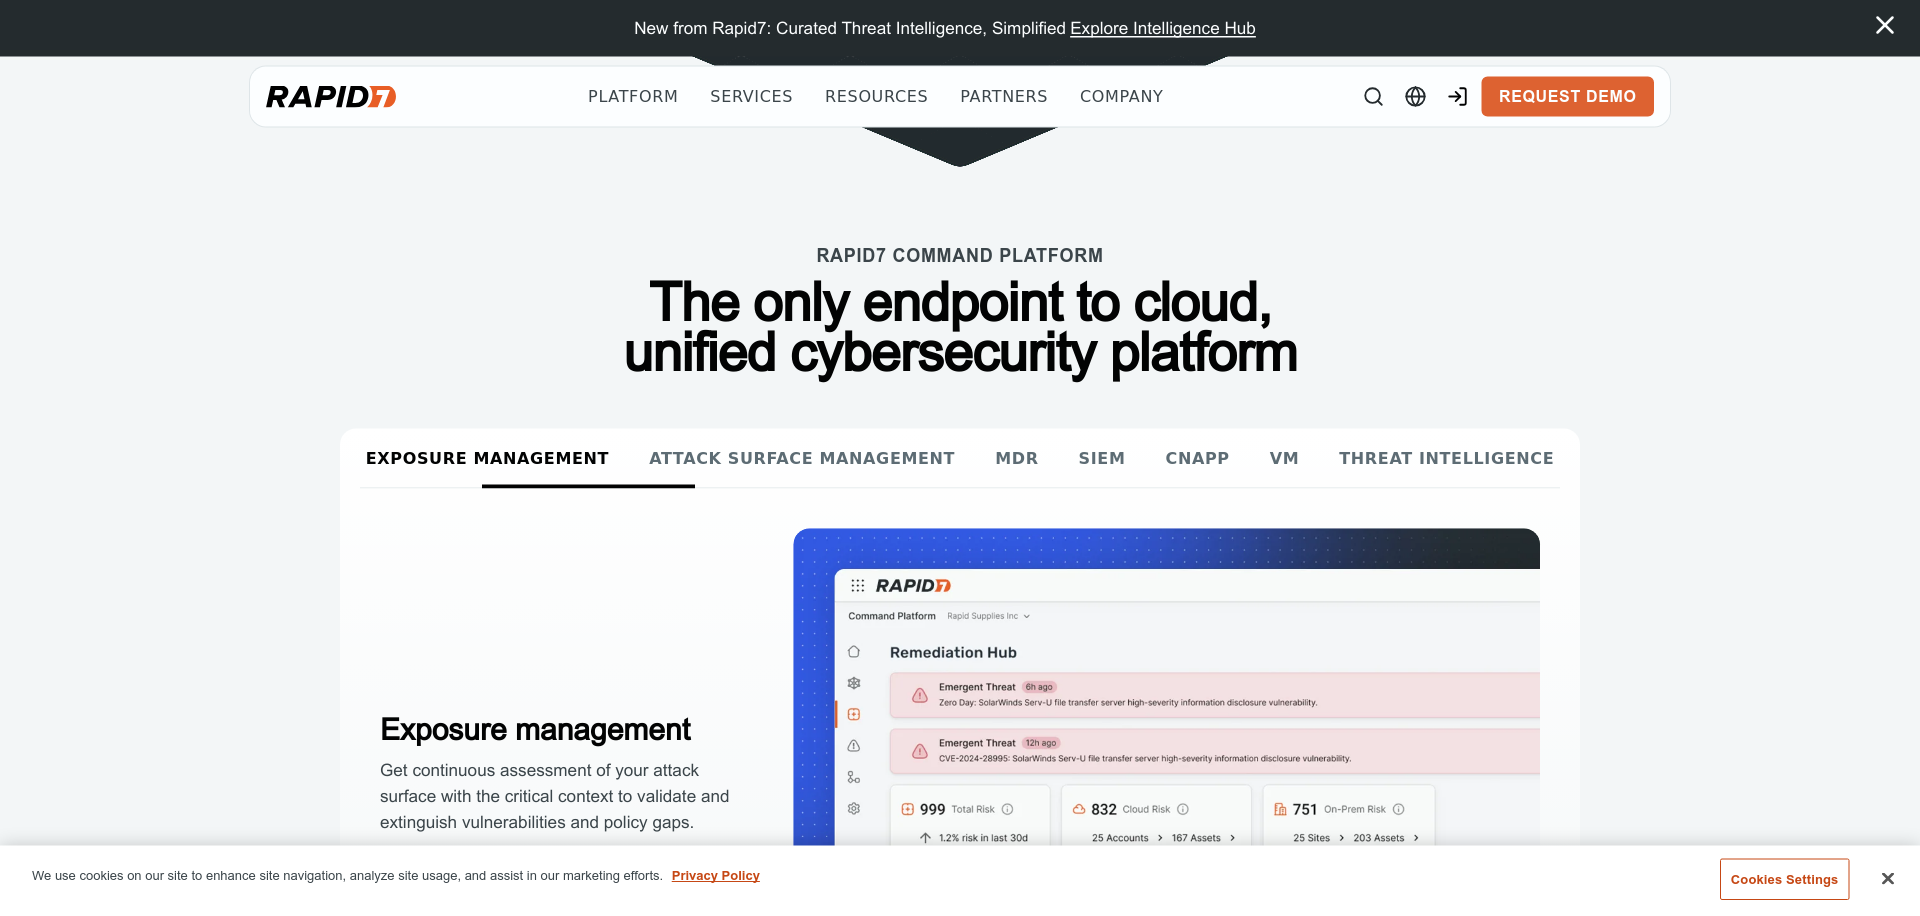 New from Rapid7: Curated Threat Intelligence, Simplified Explore Intelligence Hub
RAPID7
PLATFORM SERVICES RESOURCES PARTNERS COMPANY
REQUEST DEMO
RAPID7 COMMAND PLATFORM
The only endpoint to cloud,
unified cybersecurity platform
EXPOSURE MANAGEMENT ATTACK SURFACE MANAGEMENT MDR SIEM CNAPP VM THREAT INTELLIGENCE
Exposure management
Get continuous assessment of your attack
surface with the critical context to validate and
extinguish vulnerabilities and policy gaps.
RAPID7
Command Platform Rapid Supplies Inc
Remediation Hub
Emergent Threat 6h ago
Zero Day: SolarWinds Serv-U file transfer server high-severity information disclosure vulnerability.
Emergent Threat 12h ago
CVE-2024-28995: SolarWinds Serv-U file transfer server high-severity information disclosure vulnerability.
999 Total Risk
1.2% risk in last 30d
832 Cloud Risk
25 Accounts > 167 Assets >
751 On-Prem Risk
25 Sites > 203 Assets >
We use cookies on our site to enhance site navigation, analyze site usage, and assist in our marketing efforts. Privacy Policy
Cookies Settings